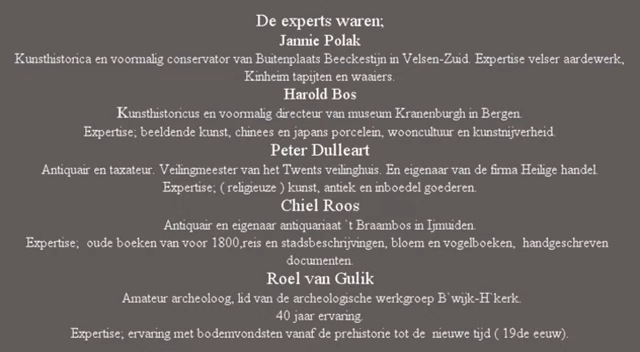 De experts waren;
Jannie Polak
Kunsthistorica en voormalig conservator van Buitenplaats Beeckestijn in Velsen-Zuid. Expertise velser aardewerk,
Kinheim tapijten en waaiers.
Harold Bos
Kunsthistoricus en voormalig directeur van museum Kranenburgh in Bergen.
Expertise; beeldende kunst, chinees en japans porcelein, wooncultuur en kunstnijverheid.
Peter Dulleart
Antiquair en taxateur. Veilingmeester van het Twents veilinghuis. En eigenaar van de firma Heilige handel.
Expertise; ( religieuze ) kunst, antiek en inboedel goederen.
Chiel Roos
Antiquair en eigenaar antiquariaat `t Braambos in Ijmuiden.
Expertise;  oude boeken van voor 1800,reis en stadsbeschrijvingen, bloem en vogelboeken,  handgeschreven
documenten.
Roel van Gulik
Amateur archeoloog, lid van de archeologische werkgroep B`wijk-H`kerk.
40 jaar ervaring.
Expertise; ervaring met bodemvondsten vanaf de prehistorie tot de  nieuwe tijd ( 19de eeuw).